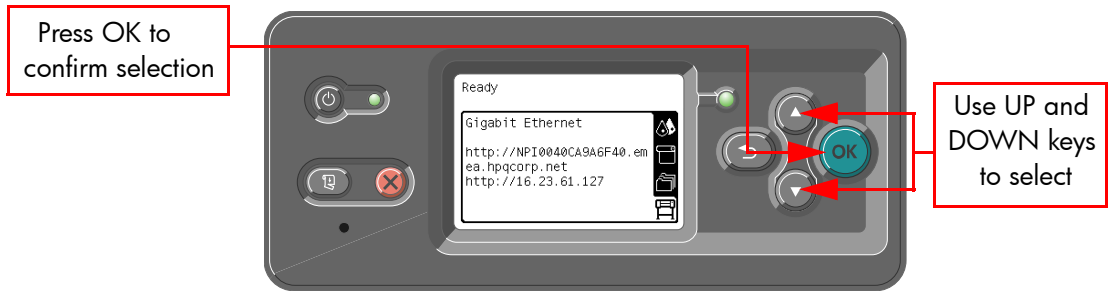 Press OK to
confirm selection
Ready
Gigabit Ethernet
http://NPI0040CA9A6F40.em
ea.hpqcorp.net
http://16.23.61.127
OK
Use UP and
DOWN keys
to select